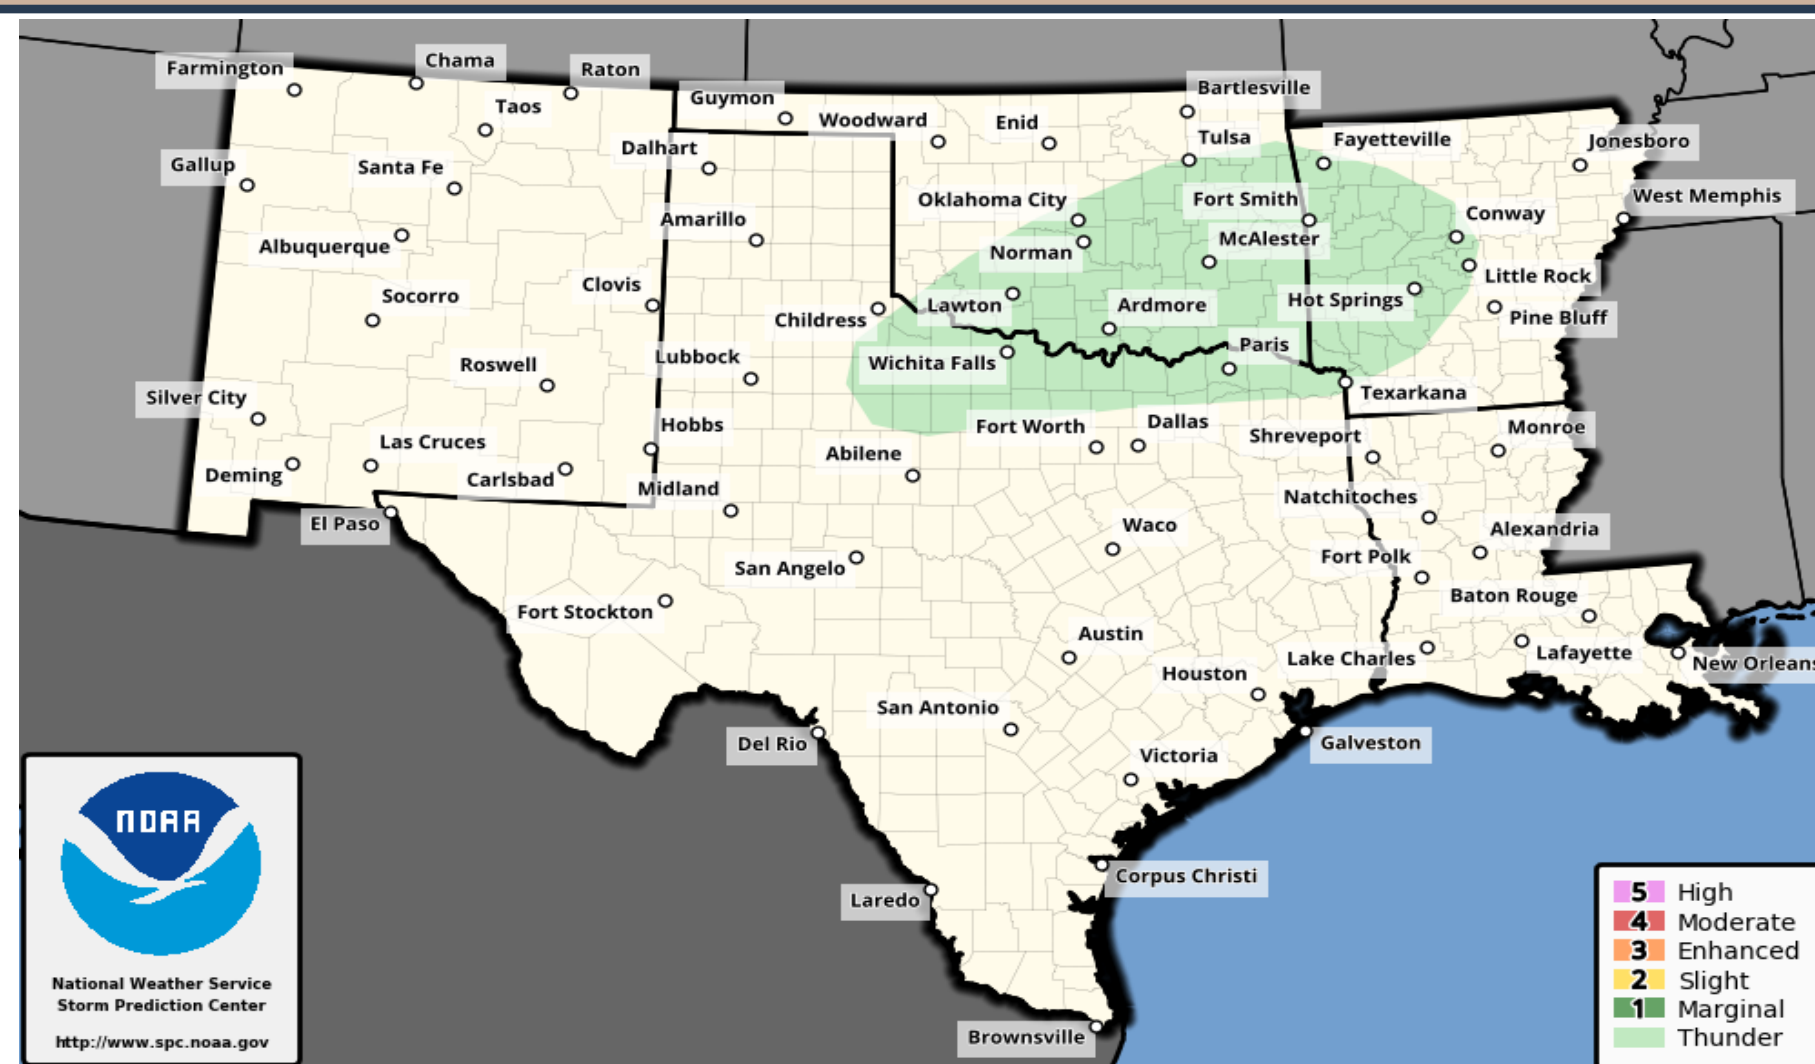 Farmington
Chama
Raton
Guymon
Bartlesville
Taos
Woodward
Enid
Tulsa
Fayetteville
Jonesboro
Dalhart
Gallup
Santa Fe
West Memphis
Oklahoma City
Fort Smith
Conway
Amarillo
Albuquerque
Norman
McAlester
Little Rock
Clovis
Socorro
Lawton
Ardmore
Hot Springs
Childress
Pine Bluff
Lubbock
Paris
Roswell
Wichita Falls
Silver City
Texarkana
Hobbs
Fort Worth
Dallas
Shreveport
Monroe
Las Cruces
Abilene
Deming
Carlsbad
Midland
Natchitoches
El Paso
Waco
Alexandria
San Angelo
Fort Polk
Baton Rouge
Fort Stockton
Austin
Lake Charles
Lafayette
New Orleans
Houston
San Antonio
Del Rio
Galveston
Victoria
Corpus Christi
Laredo
Brownsville
NOAA
National Weather Service
Storm Prediction Center
http://www.spc.noaa.gov
5 High
4 Moderate
3 Enhanced
2 Slight
1 Marginal
Thunder